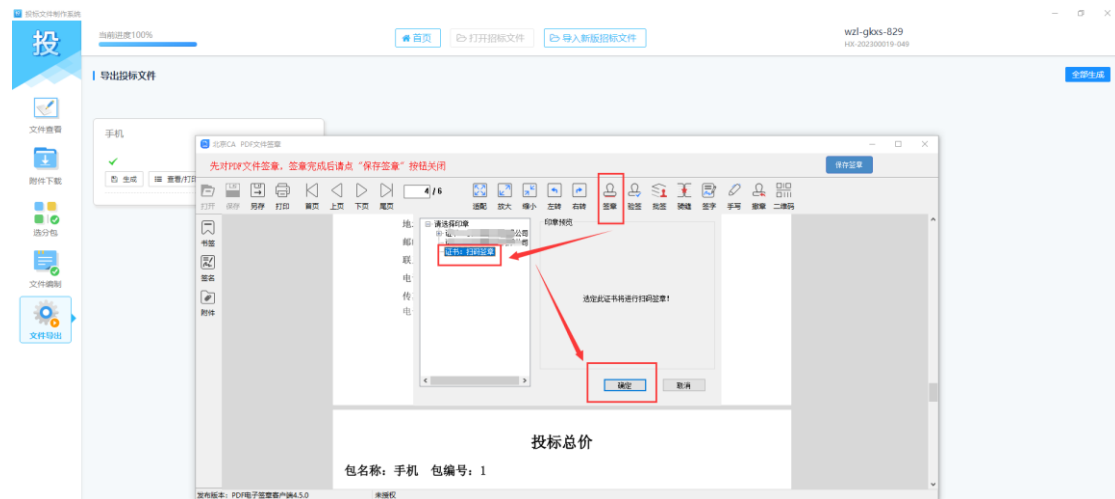 投标文件制作系统
投
当前进度100%
首页
打开招标文件
导入新版招标文件
wzl-gkxs-829
HX-202300019-049
导出投标文件
全部生成
文件查看
附件下载
选分包
文件编制
文件导出
手机
生成
查看/打印
北京CA PDF文件签章
先对PDF文件签章，签章完成后请点“保存签章”按钮关闭
保存签章
4 / 6
打开 保存 另存 打印 首页 上页 下页 尾页 适配 放大 缩小 左转 右转 签章 验签 批签 骑缝 签字 手写 撤章 二维码
书签
签名
附件
地
邮
联
电
传
电
请选择印章
公司
证书：扫码签章
印章预览
选定此证书将进行扫码签章！
确定
取消
投标总价
包名称：手机 包编号：1
发布版本：PDF电子签章客户端4.5.0
未授权